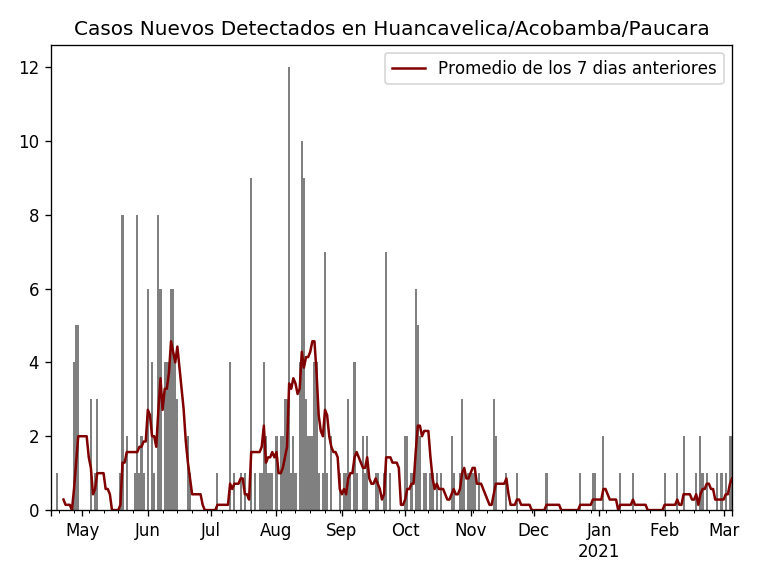 Casos Nuevos Detectados en Huancavelica/Acobamba/Paucara
Promedio de los 7 dias anteriores
12
10
8
6
4
2
0
May Jun Jul Aug Sep Oct Nov Dec Jan Feb Mar
2021